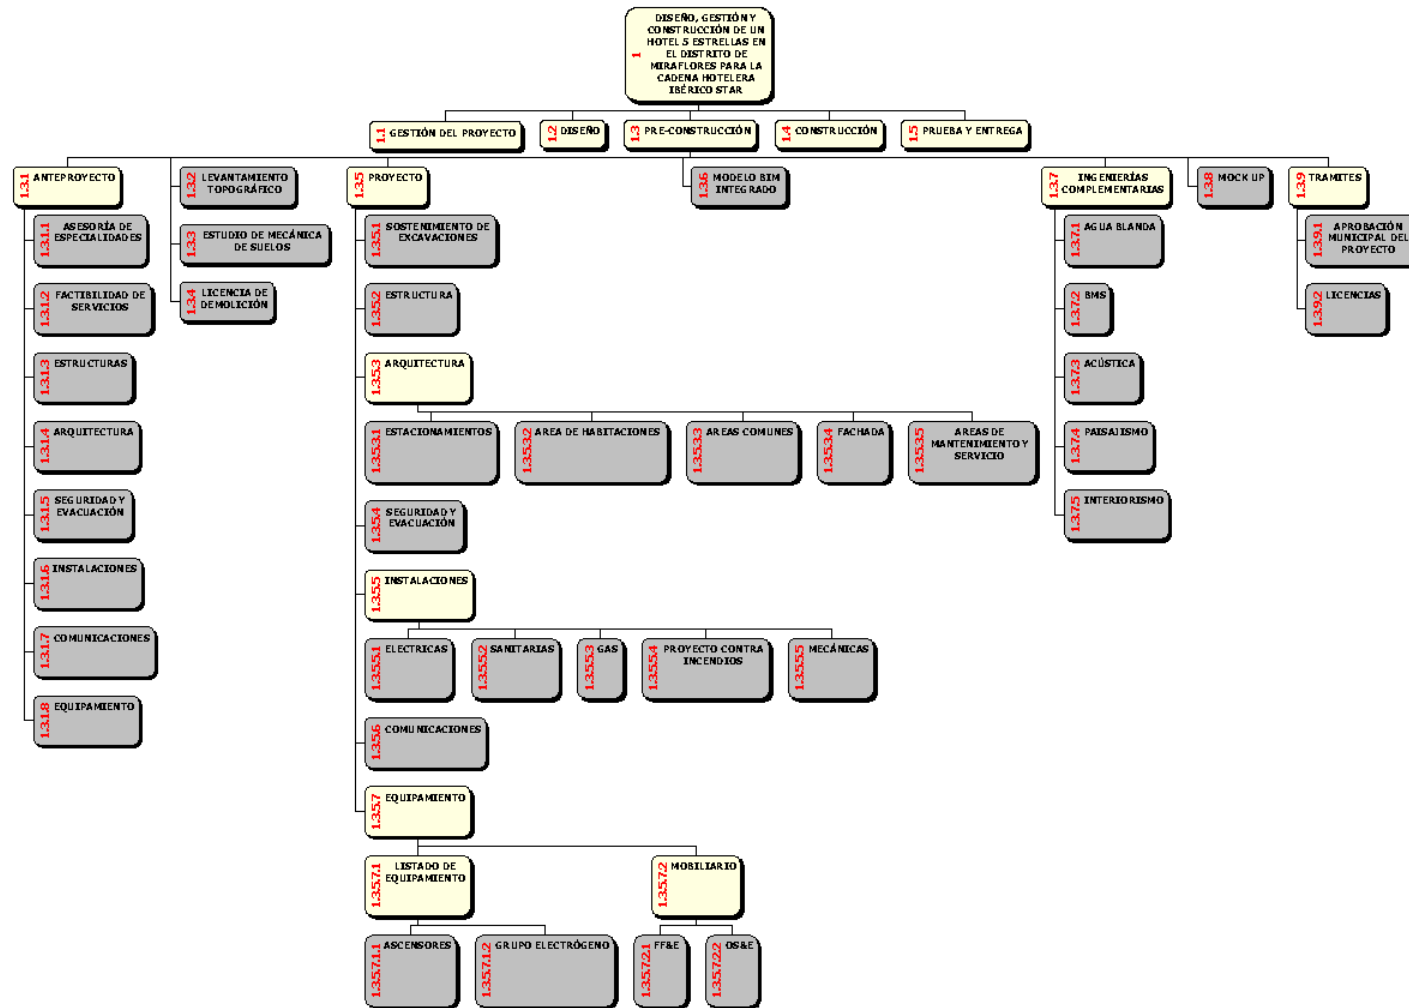 1
DISEÑO, GESTIÓN Y
CONSTRUCCIÓN DE UN
HOTEL 5 ESTRELLAS EN
EL DISTRITO DE
MIRAFLORES PARA LA
CADENA HOTELERA
IBÉRICO STAR
1.1 GESTIÓN DEL PROYECTO
1.2 DISEÑO
1.3 PRE-CONSTRUCCIÓN
1.4 CONSTRUCCIÓN
1.5 PRUEBA Y ENTREGA
1.3.1 ANTEPROYECTO
1.3.1.1 ASESORÍA DE
ESPECIALIDADES
1.3.1.2 FACTIBILIDAD DE
SERVICIOS
1.3.1.3 ESTRUCTURAS
1.3.1.4 ARQUITECTURA
1.3.1.5 SEGURIDAD Y
EVACUACIÓN
1.3.1.6 INSTALACIONES
1.3.1.7 COMUNICACIONES
1.3.1.8 EQUIPAMIENTO
1.3.2 LEVANTAMIENTO
TOPOGRÁFICO
1.3.3 ESTUDIO DE MECÁNICA
DE SUELOS
1.3.4 LICENCIA DE
DEMOLICIÓN
1.3.5 PROYECTO
1.3.5.1 SOSTENIMIENTO DE
EXCAVACIONES
1.3.5.2 ESTRUCTURA
1.3.5.3 ARQUITECTURA
1.3.5.3.1 ESTACIONAMIENTOS
1.3.5.3.2 AREA DE HABITACIONES
1.3.5.3.3 AREAS COMUNES
1.3.5.3.4 FACHADA
1.3.5.3.5 AREAS DE
MANTENIMIENTO Y
SERVICIO
1.3.5.4 SEGURIDAD Y
EVACUACIÓN
1.3.5.5 INSTALACIONES
1.3.5.5.1 ELECTRICAS
1.3.5.5.2 SANITARIAS
1.3.5.5.3 GAS
1.3.5.5.4 PROYECTO CONTRA
INCENDIOS
1.3.5.5.5 MECÁNICAS
1.3.5.6 COMUNICACIONES
1.3.5.7 EQUIPAMIENTO
1.3.5.7.1 LISTADO DE
EQUIPAMIENTO
1.3.5.7.1.1 ASCENSORES
1.3.5.7.1.2 GRUPO ELECTRÓGENO
1.3.5.7.2 MOBILIARIO
1.3.5.7.2.1 FF&E
1.3.5.7.2.2 OS&E
1.3.6 MODELO BIM
INTEGRADO
1.3.7 INGENIERÍAS
COMPLEMENTARIAS
1.3.7.1 AGUA BLANDA
1.3.7.2 BMS
1.3.7.3 ACÚSTICA
1.3.7.4 PAISAJISMO
1.3.7.5 INTERIORISMO
1.3.8 MOCK UP
1.3.9 TRAMITES
1.3.9.1 APROBACIÓN
MUNICIPAL DEL
PROYECTO
1.3.9.2 LICENCIAS